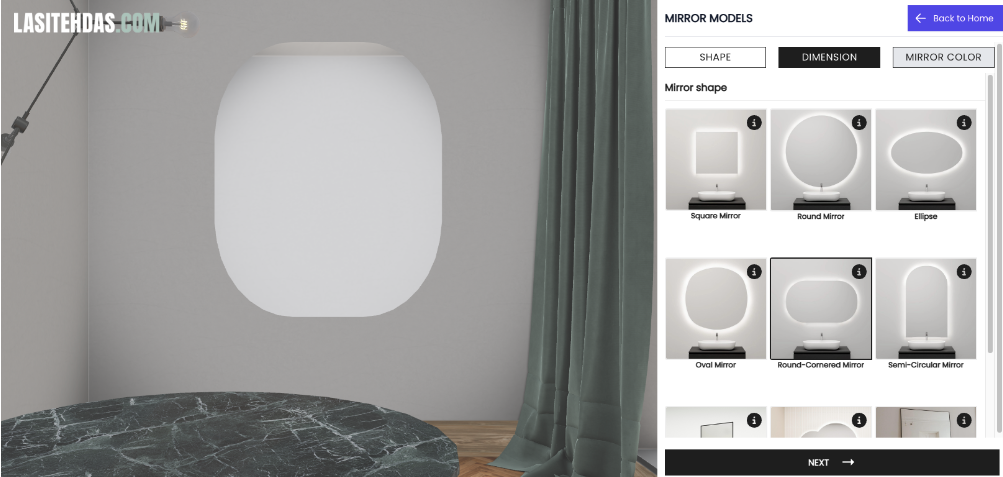 LASITEHDAS.COM
MIRROR MODELS
Back to Home
SHAPE
DIMENSION
MIRROR COLOR
Mirror shape
Square Mirror
Round Mirror
Ellipse
Oval Mirror
Round-Cornered Mirror
Semi-Circular Mirror
NEXT